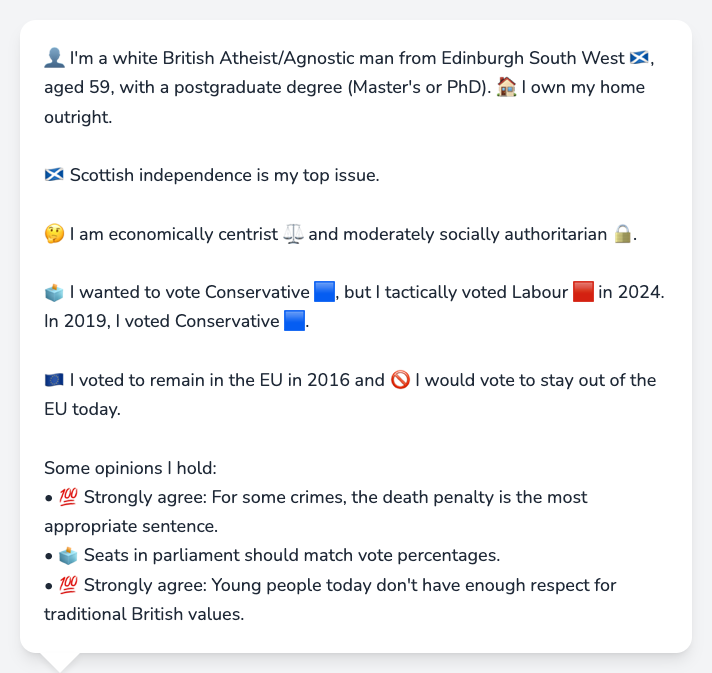 👤 I'm a white British Atheist/Agnostic man from Edinburgh South West 🏴󠁧󠁢󠁳󠁣󠁴󠁿,
aged 59, with a postgraduate degree (Master's or PhD). 🏠 I own my home
outright.
🏴󠁧󠁢󠁳󠁣󠁴󠁿 Scottish independence is my top issue.
🤔 I am economically centrist ⚖️ and moderately socially authoritarian 🔒.
🗳️ I wanted to vote Conservative 🟦, but I tactically voted Labour 🟥 in 2024.
In 2019, I voted Conservative 🟦.
🇪🇺 I voted to remain in the EU in 2016 and 🚫 I would vote to stay out of the
EU today.
Some opinions I hold:
• 💯 Strongly agree: For some crimes, the death penalty is the most
appropriate sentence.
• 🗳️ Seats in parliament should match vote percentages.
• 💯 Strongly agree: Young people today don't have enough respect for
traditional British values.